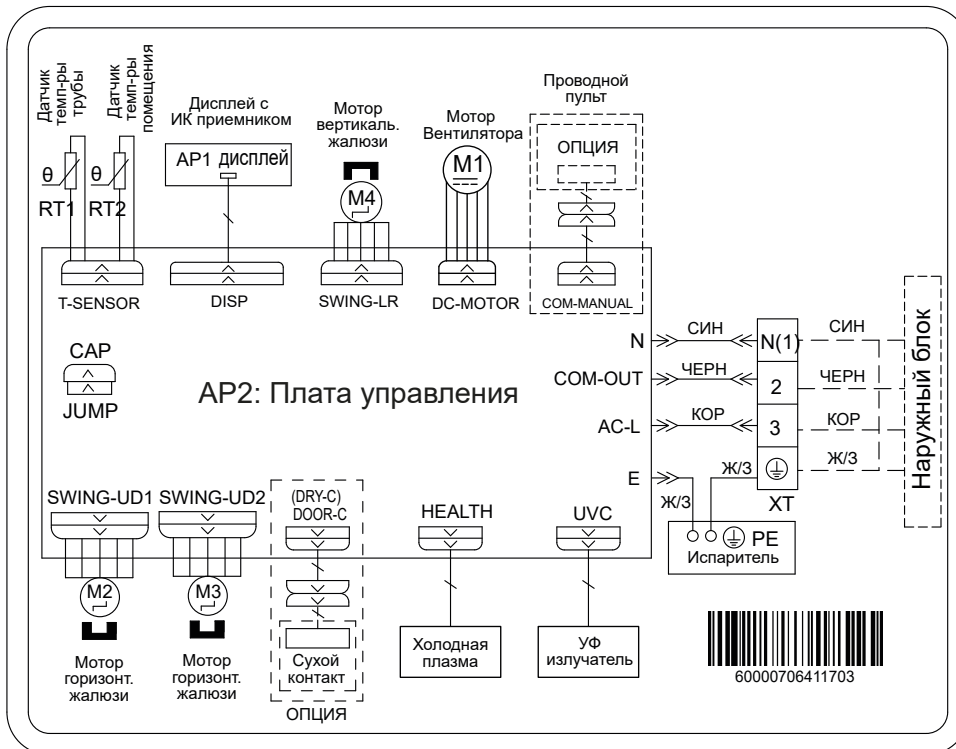 Датчик
темп-ры
трубы
Датчик
темп-ры
помещения
Дисплей с
ИК приемником
AP1 дисплей
Мотор
вертикаль.
жалюзи
M4
Мотор
Вентилятора
M1
Проводной
пульт
ОПЦИЯ
θ
θ
RT1
RT2
T-SENSOR
DISP
SWING-LR
DC-MOTOR
COM-MANUAL
CAP
JUMP
AP2: Плата управления
N
СИН
N(1)
СИН
COM-OUT
ЧЕРН
2
ЧЕРН
AC-L
КОР
3
КОР
E
Ж/З
Ж/З
Ж/З
XT
Наружный блок
PE
Испаритель
SWING-UD1
SWING-UD2
(DRY-C)
DOOR-C
HEALTH
UVC
M2
M3
Мотор
горизонт.
жалюзи
Мотор
горизонт.
жалюзи
Сухой
контакт
ОПЦИЯ
Холодная
плазма
УФ
излучатель
60000706411703